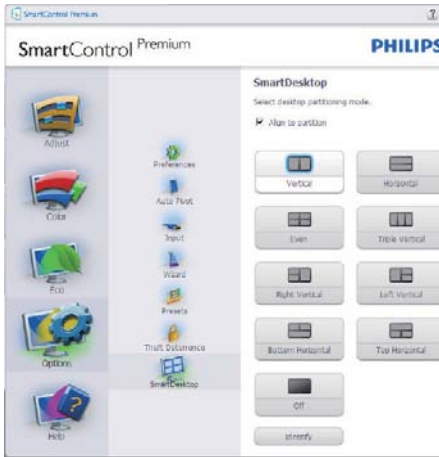 SmartControl Premium
SmartControl Premium
PHILIPS
Adjust
Color
Eco
Options
Help
Preferences
Auto Pivot
Input
Wizard
Presets
Theft Deterrence
SmartDesktop
SmartDesktop
Select desktop partitioning mode.
Align to partition
Vertical
Horizontal
Even
Triple Vertical
Right Vertical
Left Vertical
Bottom Horizontal
Top Horizontal
Off
Identify